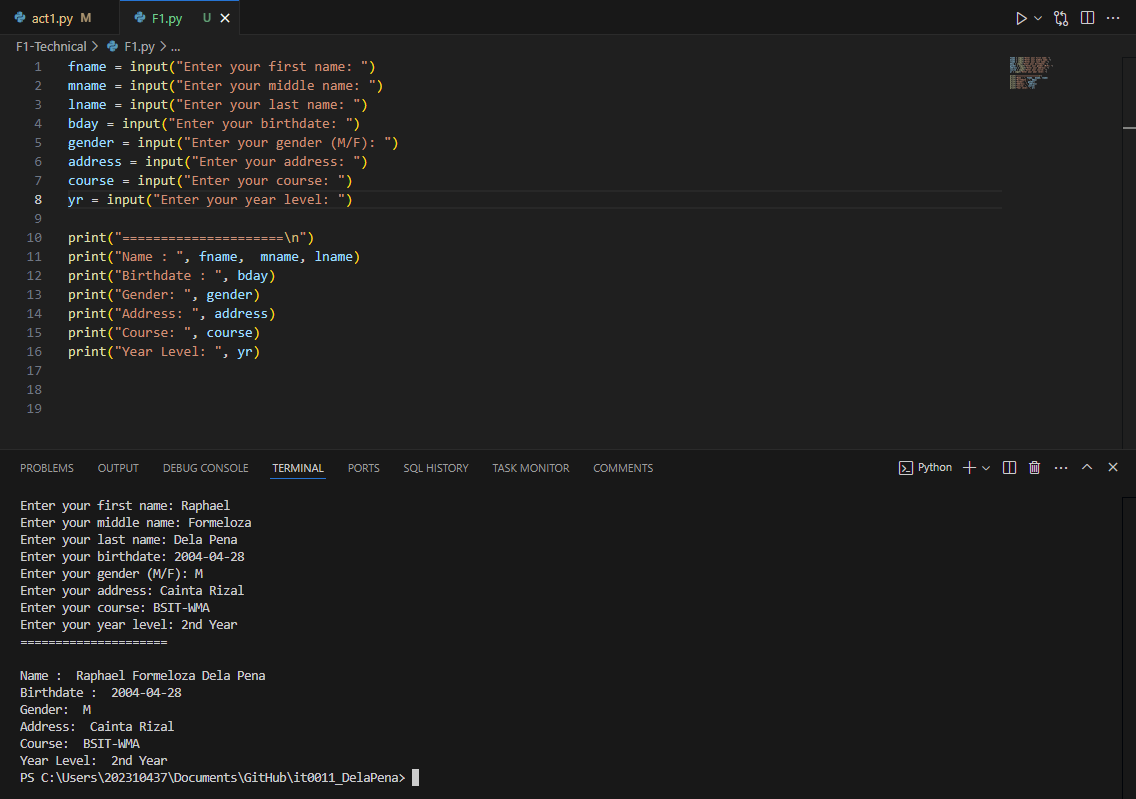 act1.py M F1.py U
F1-Technical > F1.py > ...
1 fname = input("Enter your first name: ")
2 mname = input("Enter your middle name: ")
3 lname = input("Enter your last name: ")
4 bday = input("Enter your birthdate: ")
5 gender = input("Enter your gender (M/F): ")
6 address = input("Enter your address: ")
7 course = input("Enter your course: ")
8 yr = input("Enter your year level: ")
9
10 print("=====================\n")
11 print("Name : ", fname,  mname, lname)
12 print("Birthdate : ", bday)
13 print("Gender: ", gender)
14 print("Address: ", address)
15 print("Course: ", course)
16 print("Year Level: ", yr)
17
18
19
PROBLEMS OUTPUT DEBUG CONSOLE TERMINAL PORTS SQL HISTORY TASK MONITOR COMMENTS Python
Enter your first name: Raphael
Enter your middle name: Formeloza
Enter your last name: Dela Pena
Enter your birthdate: 2004-04-28
Enter your gender (M/F): M
Enter your address: Cainta Rizal
Enter your course: BSIT-WMA
Enter your year level: 2nd Year
=====================
Name :  Raphael Formeloza Dela Pena
Birthdate :  2004-04-28
Gender:  M
Address:  Cainta Rizal
Course:  BSIT-WMA
Year Level:  2nd Year
PS C:\Users\202310437\Documents\GitHub\it0011_DelaPena>